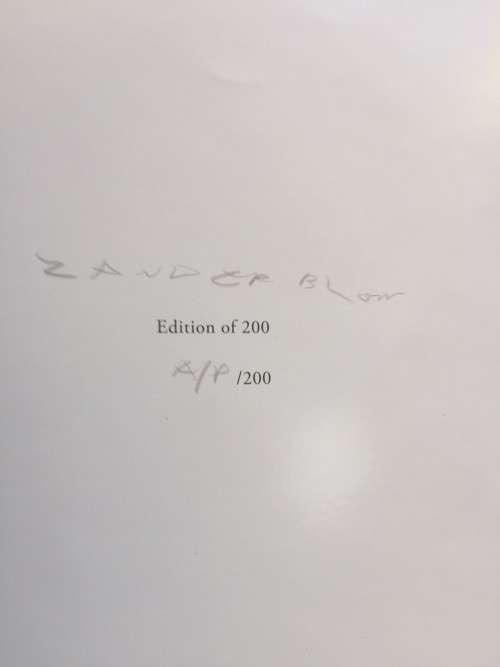 ZANDER BLOM
Edition of 200
A/P /200